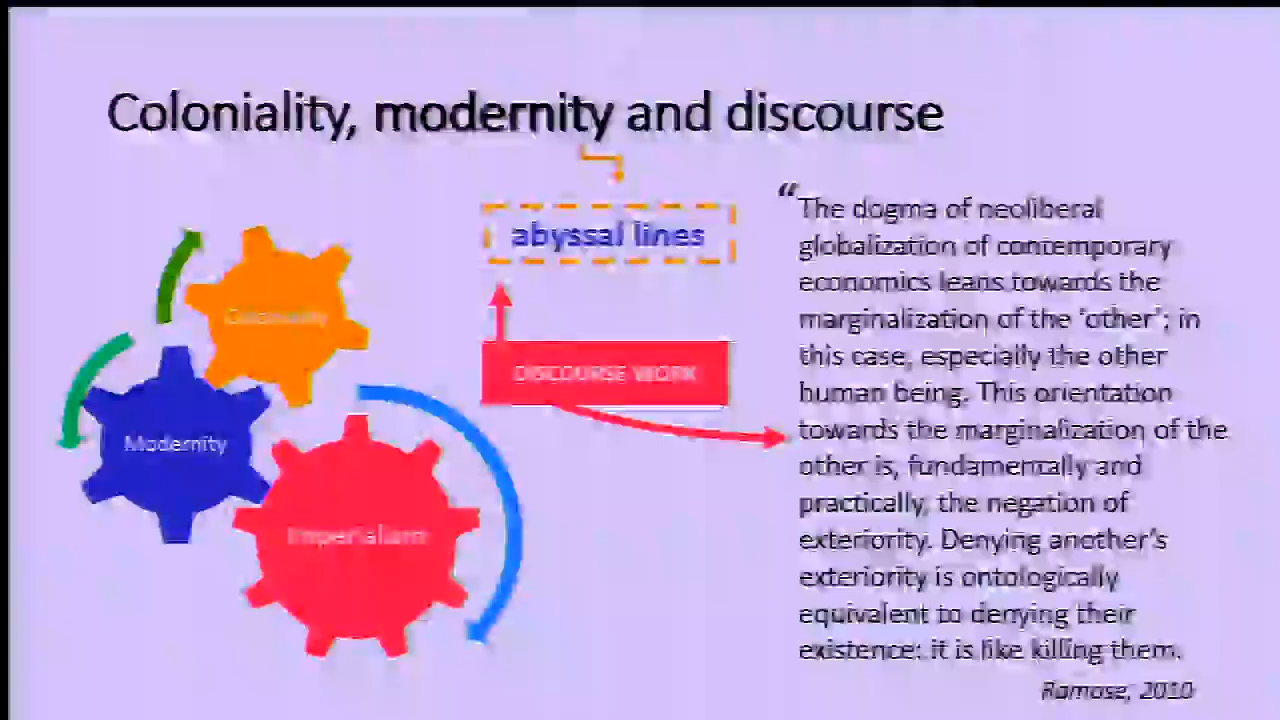 Coloniality, modernity and discourse
abyssal lines
Coloniality
Modernity
Imperialism
DISCOURSE WORK
“The dogma of neoliberal
globalization of contemporary
economics leans towards the
marginalization of the ‘other’; in
this case, especially the other
human being. This orientation
towards the marginalization of the
other is, fundamentally and
practically, the negation of
exteriority. Denying another’s
exteriority is ontologically
equivalent to denying their
existence: it is like killing them.
Ramose, 2010